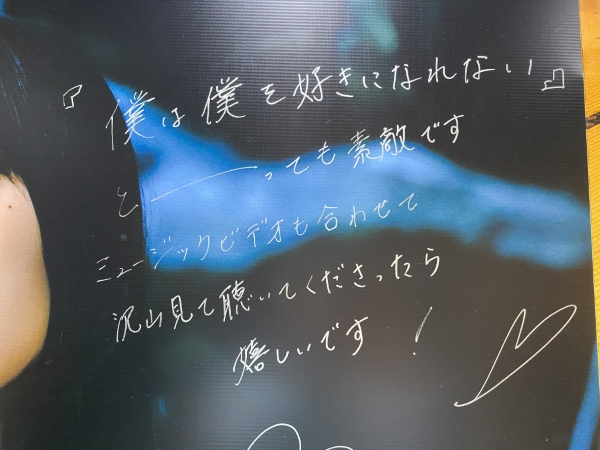 『僕は僕を好きになれない』
と──っても素敵です
ミュージックビデオも合わせて
沢山見て聴いてくださったら
嬉しいです！